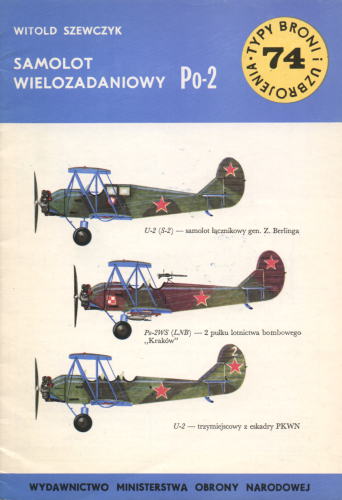 WITOLD SZEWCZYK
SAMOLOT
WIELOZADANIOWY Po-2
TYPY BRONI i UZBROJENIA •
74
U-2 (S-2) — samolot łącznikowy gen. Z. Berlinga
Po-2WS (LNB) — 2 pułku lotnictwa bombowego
„Kraków”
2
U-2 — trzymiejscowy z eskadry PKWN
WYDAWNICTWO MINISTERSTWA OBRONY NARODOWEJ